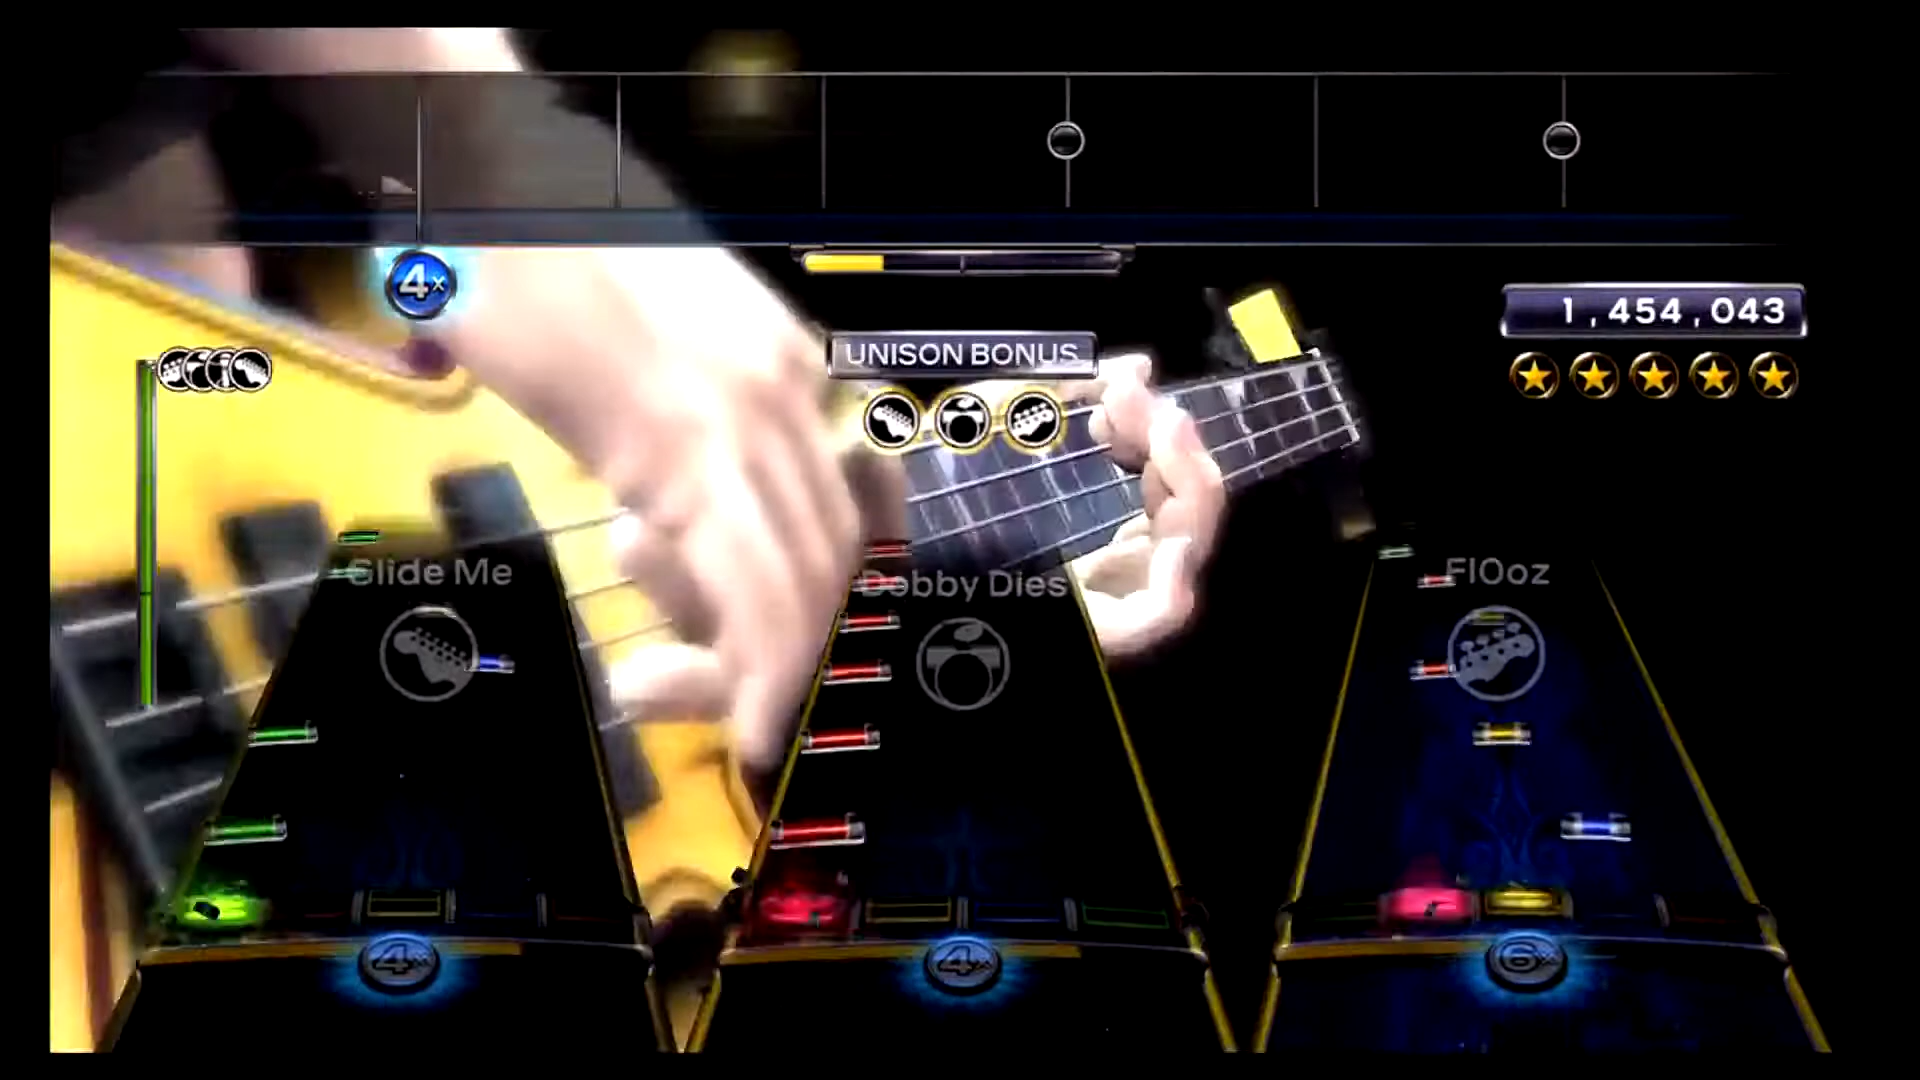 4x
UNISON BONUS
1,454,043
Slide Me
Dobby Dies
Fl0oz
4x
4x
6x